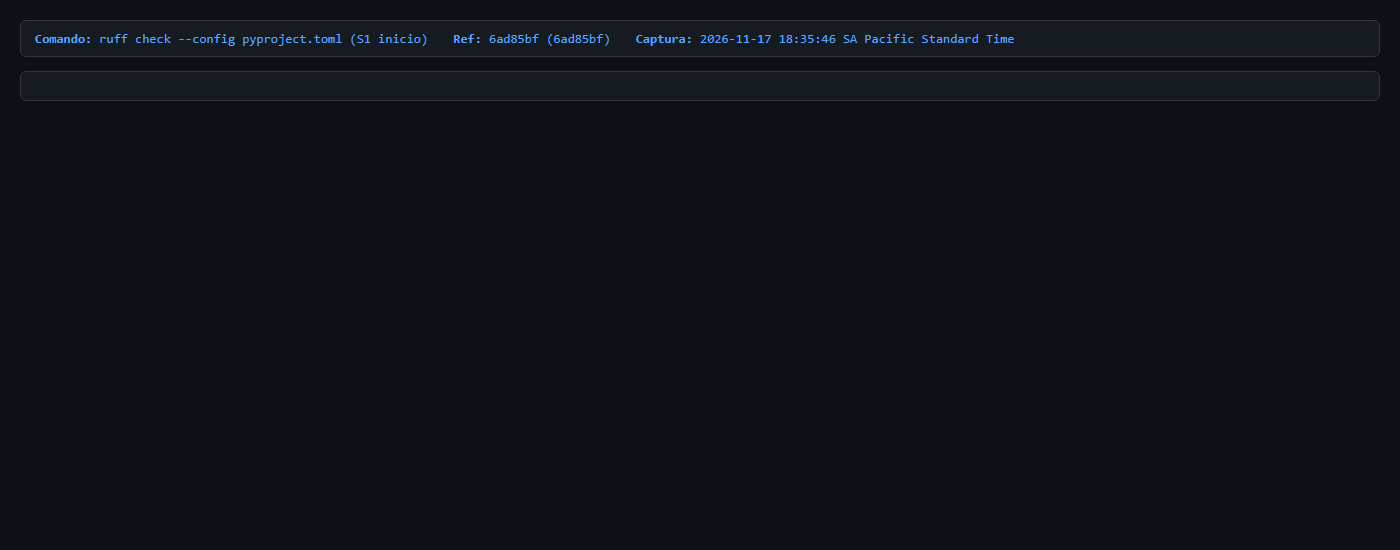 Comando: ruff check --config pyproject.toml (S1 inicio) Ref: 6ad85bf (6ad85bf) Captura: 2026-11-17 18:35:46 SA Pacific Standard Time